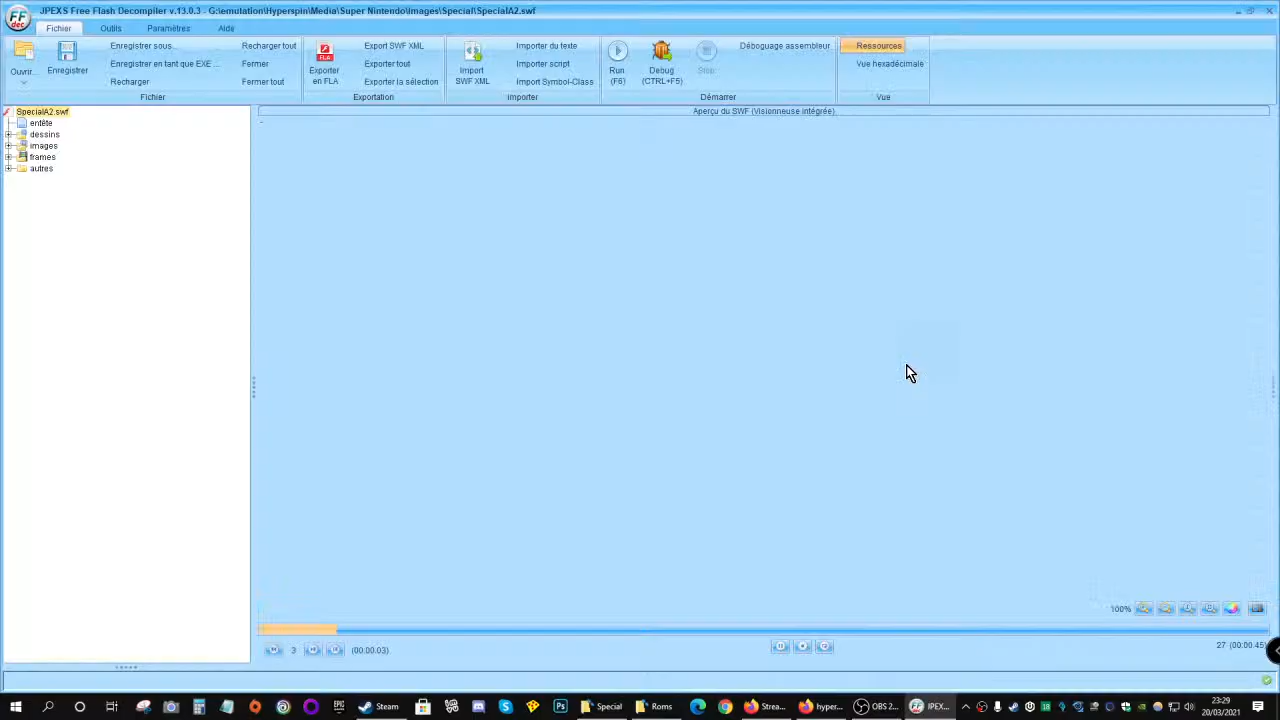 JPEXS Free Flash Decompiler v.13.0.3 - G:\emulation\Hyperspin\Media\Super Nintendo\Images\Special\SpecialA2.swf
Fichier Outils Paramètres Aide
Ouvrir... Enregistrer
Enregistrer sous... Recharger tout
Enregistrer en tant que EXE ... Fermer
Recharger Fermer tout
Fichier
Exporter en FLA
Export SWF XML
Exporter tout
Exporter la sélection
Exportation
Import SWF XML
Importer du texte
Importer script
Import Symbol-Class
Importer
Run (F6)
Debug (CTRL+F5)
Stop
Déboguage assembleur
Démarrer
Ressources
Vue hexadécimale
Vue
SpecialA2.swf
entête
dessins
images
frames
autres
Aperçu du SWF (Visionneuse intégrée)
100%
3 (00:00.03) 27 (00:00.45)
Steam Special Roms Strea... hyper... OBS 2... JPEX...
23:29
20/03/2021